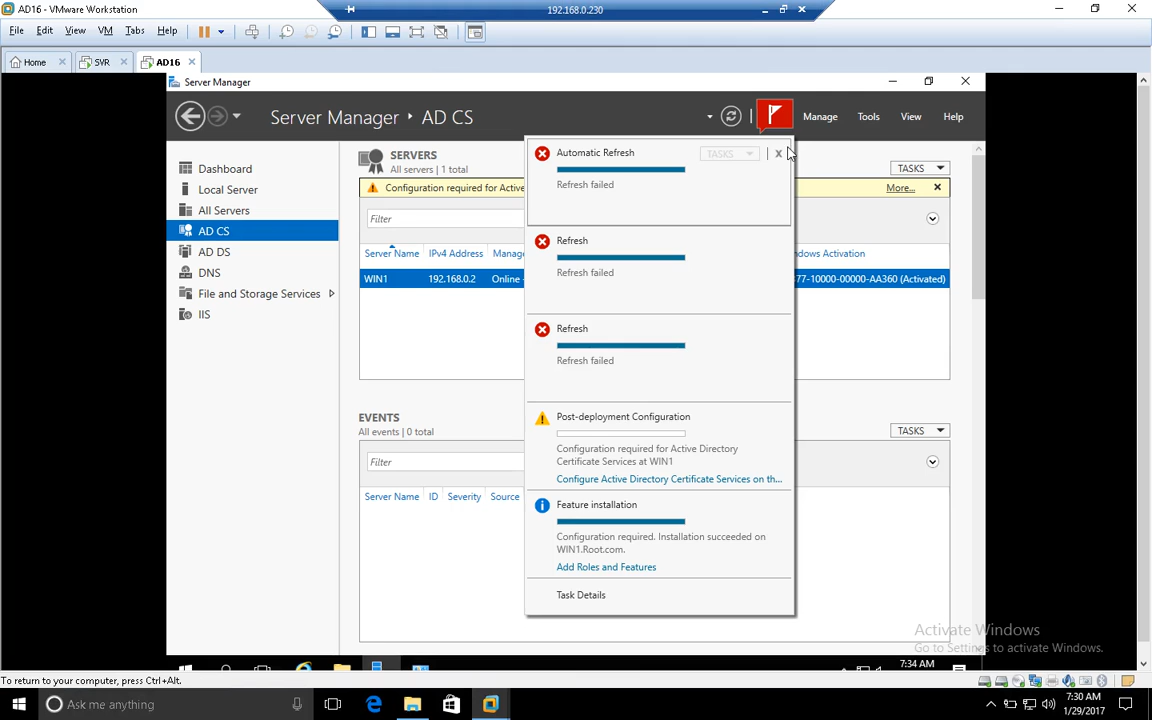 AD16 - VMware Workstation
192.168.0.230
File Edit View VM Tabs Help
Home SVR AD16
Server Manager
Server Manager • AD CS
Manage Tools View Help
Dashboard
Local Server
All Servers
AD CS
AD DS
DNS
File and Storage Services
IIS
SERVERS
All servers | 1 total
TASKS
Configuration required for Active
More...
Filter
Server Name IPv4 Address Manag
ndows Activation
WIN1 192.168.0.2 Online -
77-10000-00000-AA360 (Activated)
EVENTS
All events | 0 total
TASKS
Filter
Server Name ID Severity Source
Automatic Refresh
TASKS
X
Refresh failed
Refresh
Refresh failed
Refresh
Refresh failed
Post-deployment Configuration
Configuration required for Active Directory
Certificate Services at WIN1
Configure Active Directory Certificate Services on th...
Feature installation
Configuration required. Installation succeeded on
WIN1.Root.com.
Add Roles and Features
Task Details
Activate Windows
Go to Settings to activate Windows.
7:34 AM
To return to your computer, press Ctrl+Alt.
Ask me anything
7:30 AM
1/29/2017